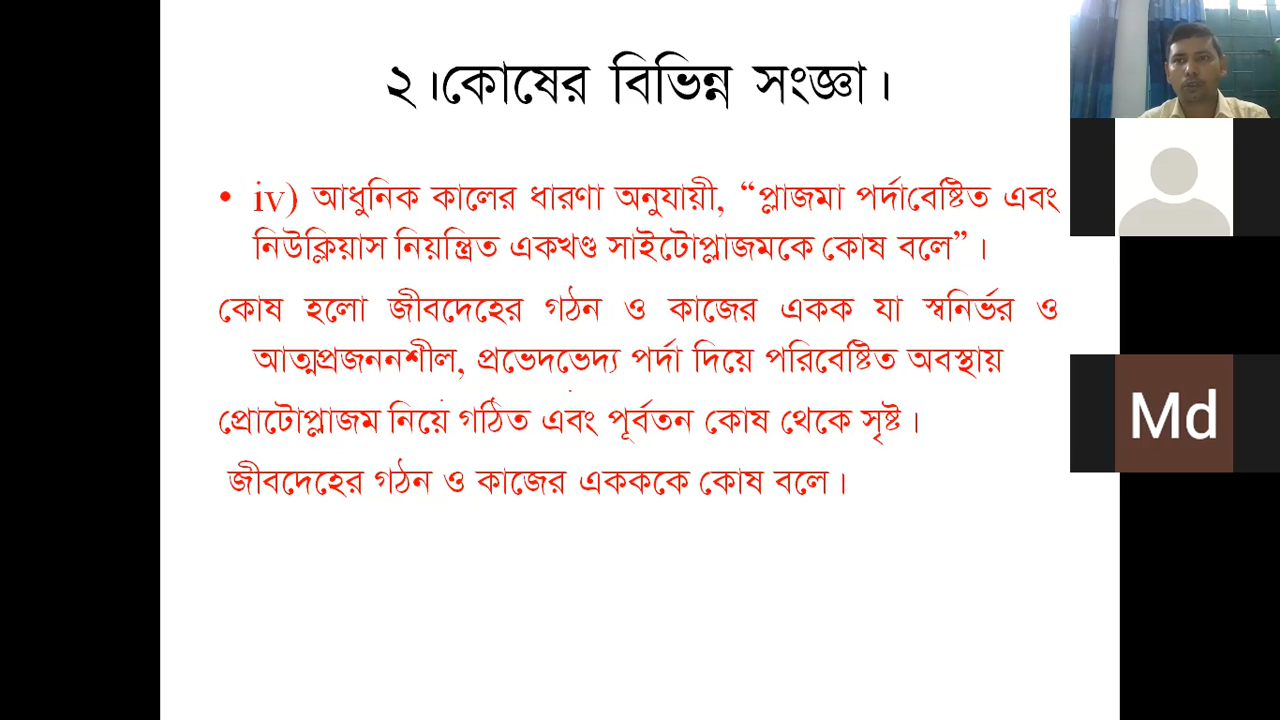 ২।কোষের বিভিন্ন সংজ্ঞা।
• iv) আধুনিক কালের ধারণা অনুযায়ী, “প্লাজমা পর্দাবেষ্টিত এবং
নিউক্লিয়াস নিয়ন্ত্রিত একখণ্ড সাইটোপ্লাজমকে কোষ বলে”।
কোষ হলো জীবদেহের গঠন ও কাজের একক যা স্বনির্ভর ও
আত্মপ্রজননশীল, প্রভেদভেদ্য পর্দা দিয়ে পরিবেষ্টিত অবস্থায়
প্রোটোপ্লাজম নিয়ে গঠিত এবং পূর্বতন কোষ থেকে সৃষ্ট।
জীবদেহের গঠন ও কাজের একককে কোষ বলে।
Md